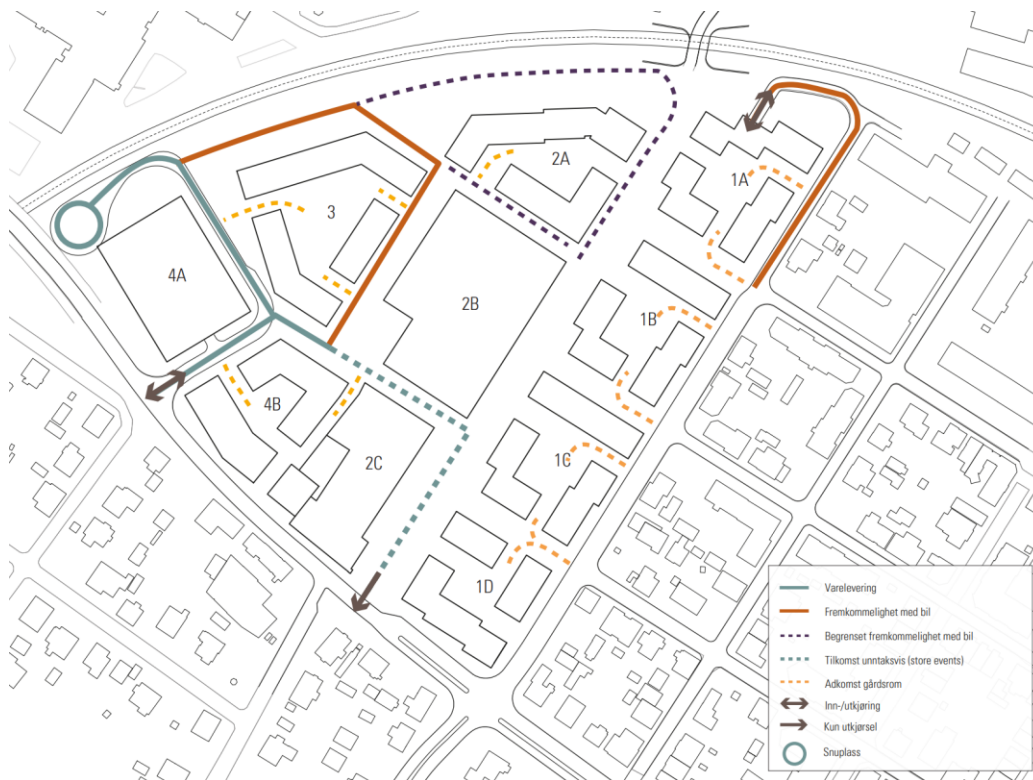 2A
1A
3
4A
2B
1B
4B
2C
1C
1D
Varelevering
Fremkommelighet med bil
Begrenset fremkommelighet med bil
Tilkomst unntaksvis (store events)
Adkomst gårdsrom
Inn-/utkjøring
Kun utkjørsel
Snuplass